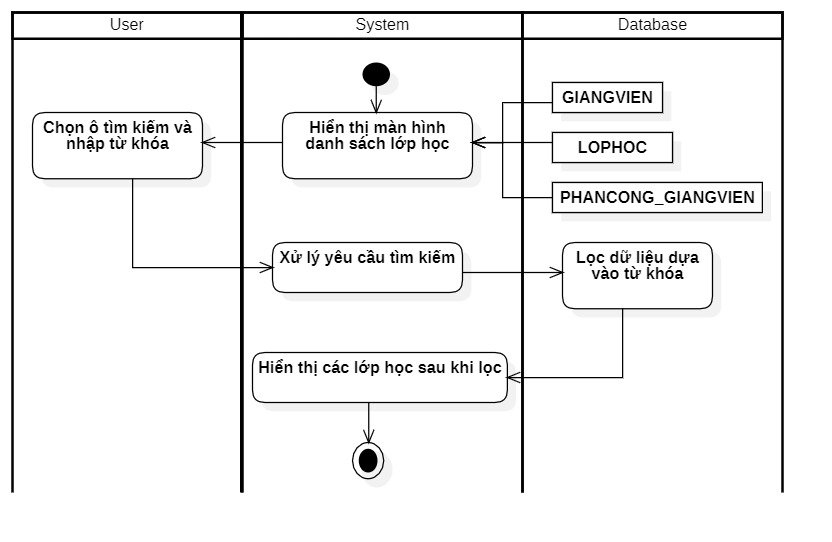 User
System
Database
GIANGVIEN
Chọn ô tìm kiếm và
nhập từ khóa
Hiển thị màn hình
danh sách lớp học
LOPHOC
PHANCONG_GIANGVIEN
Xử lý yêu cầu tìm kiếm
Lọc dữ liệu dựa
vào từ khóa
Hiển thị các lớp học sau khi lọc